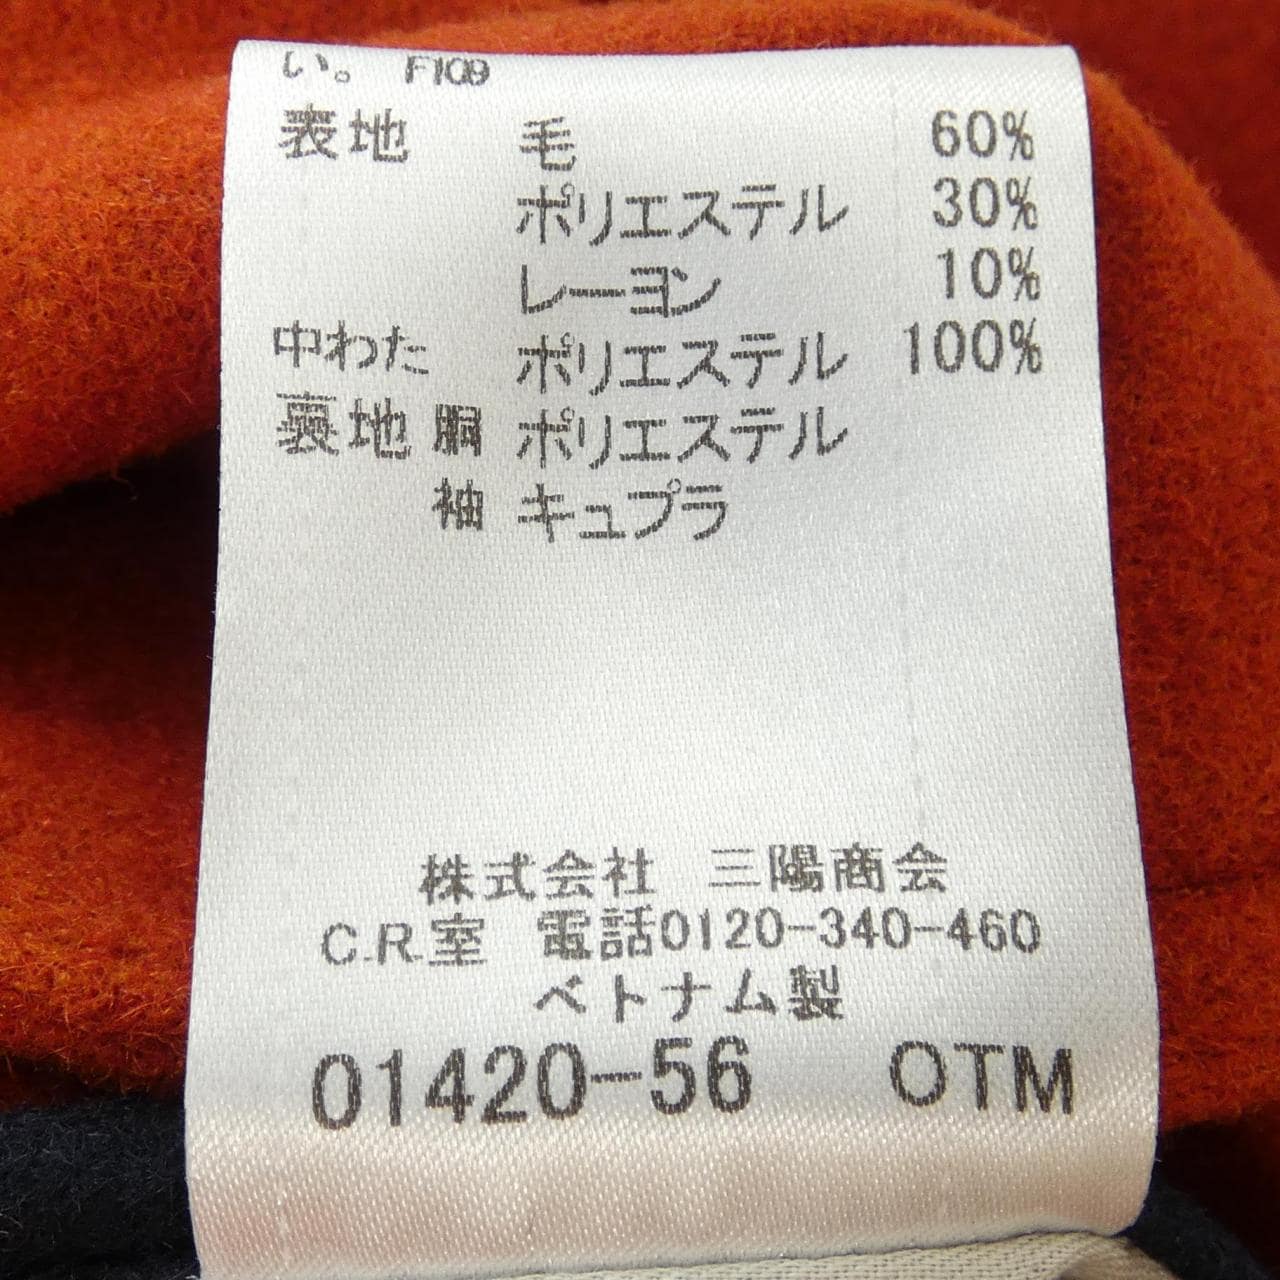 い。 F109
表地 毛 60%
ポリエステル 30%
レーヨン 10%
中わた ポリエステル 100%
裏地 胴 ポリエステル
袖 キュプラ
株式会社 三陽商会
C.R.室 電話0120-340-460
ベトナム製
01420-56 OTM